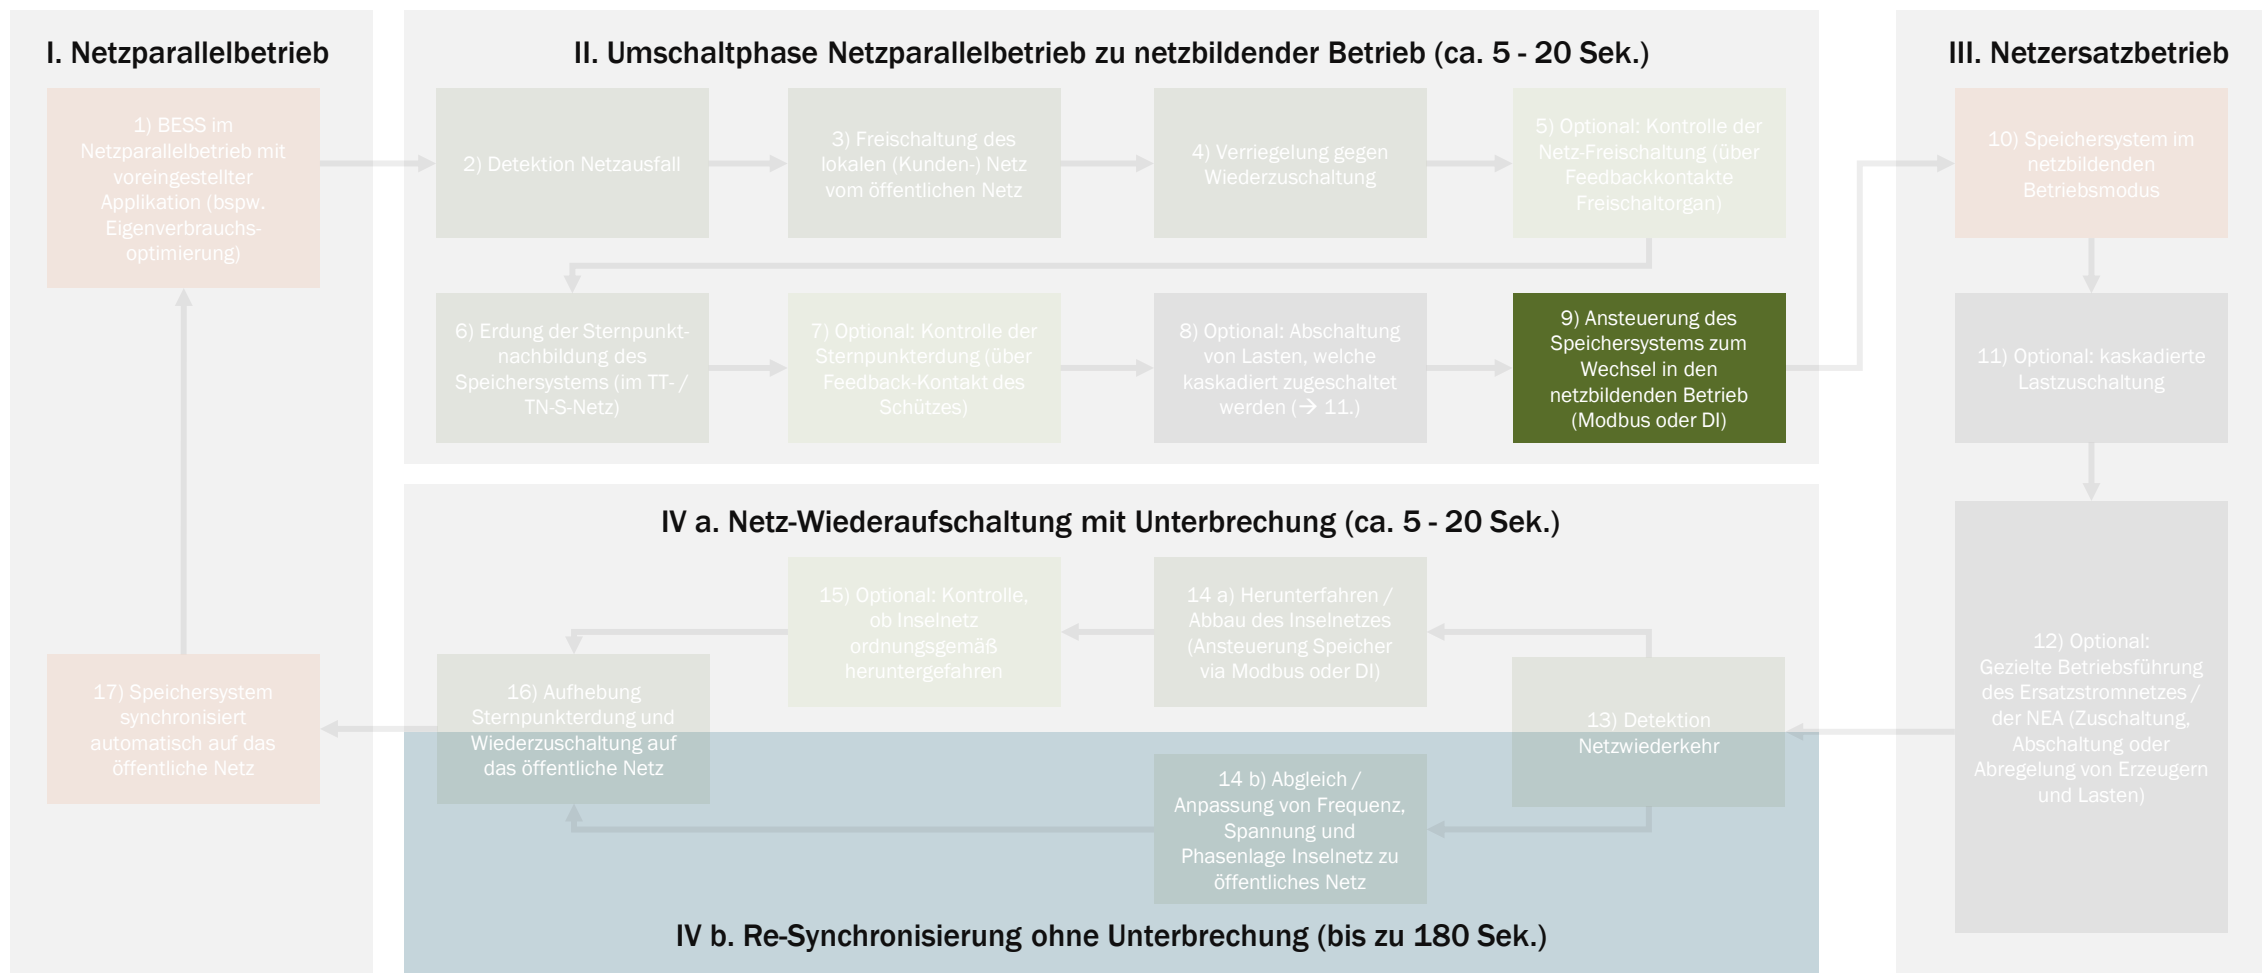 I. Netzparallelbetrieb
1) BESS im
Netzparallelbetrieb mit
voreingestellter
Applikation (bspw.
Eigenverbrauchs-
optimierung)
II. Umschaltphase Netzparallelbetrieb zu netzbildender Betrieb (ca. 5 - 20 Sek.)
2) Detektion Netzausfall
3) Freischaltung des
lokalen (Kunden-) Netz
vom öffentlichen Netz
4) Verriegelung gegen
Wiederzuschaltung
5) Optional: Kontrolle der
Netz-Freischaltung (über
Feedbackkontakte
Freischaltorgan)
6) Erdung der Sternpunkt-
nachbildung des
Speichersystems (im TT- /
TN-S-Netz)
7) Optional: Kontrolle der
Sternpunkterdung (über
Feedback-Kontakt des
Schützes)
8) Optional: Abschaltung
von Lasten, welche
kaskadiert zugeschaltet
werden (→ 11.)
9) Ansteuerung des
Speichersystems zum
Wechsel in den
netzbildenden Betrieb
(Modbus oder DI)
III. Netzersatzbetrieb
10) Speichersystem im
netzbildenden
Betriebsmodus
11) Optional: kaskadierte
Lastzuschaltung
12) Optional:
Gezielte Betriebsführung
des Ersatzstromnetzes /
der NEA (Zuschaltung,
Abschaltung oder
Abregelung von Erzeugern
und Lasten)
IV a. Netz-Wiederaufschaltung mit Unterbrechung (ca. 5 - 20 Sek.)
13) Detektion
Netzwiederkehr
14 a) Herunterfahren /
Abbau des Inselnetzes
(Ansteuerung Speicher
via Modbus oder DI)
15) Optional: Kontrolle,
ob Inselnetz
ordnungsgemäß
heruntergefahren
14 b) Abgleich /
Anpassung von Frequenz,
Spannung und
Phasenlage Inselnetz zu
öffentliches Netz
16) Aufhebung
Sternpunkterdung und
Wiederzuschaltung auf
das öffentliche Netz
17) Speichersystem
synchronisiert
automatisch auf das
öffentliche Netz
IV b. Re-Synchronisierung ohne Unterbrechung (bis zu 180 Sek.)